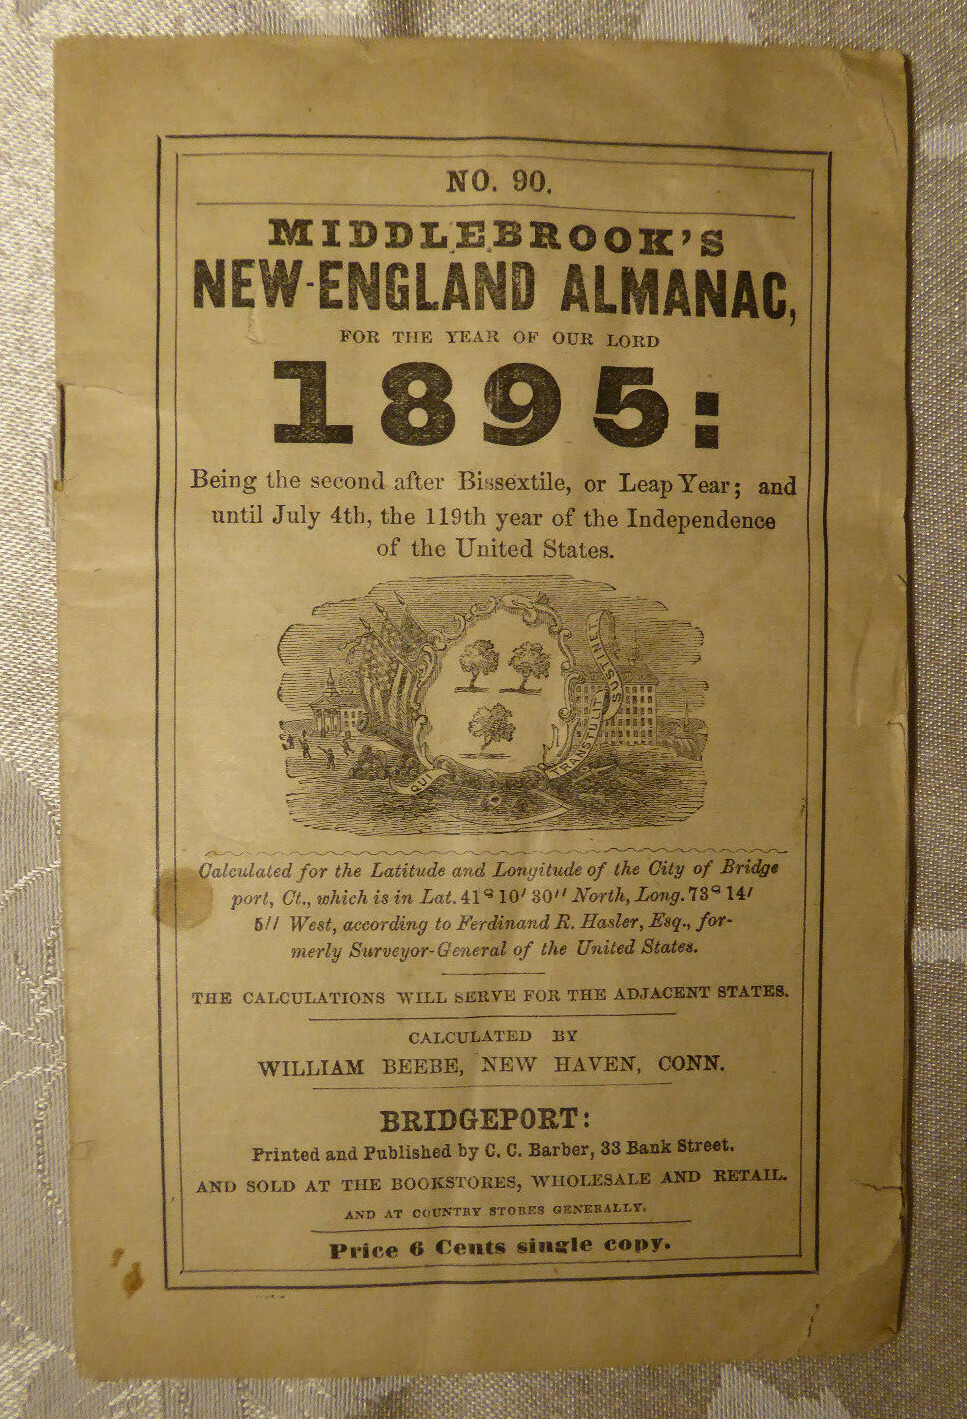 NO. 90.
MIDDLEBROOK'S
NEW-ENGLAND ALMANAC,
FOR THE YEAR OF OUR LORD
1895:
Being the second after Bissextile, or Leap Year; and
until July 4th, the 119th year of the Independence
of the United States.
QUI TRANSTULIT SUSTINET
Calculated for the Latitude and Longitude of the City of Bridge
port, Ct., which is in Lat. 41° 10′ 30″ North, Long. 73° 14′
5″ West, according to Ferdinand R. Hasler, Esq., for-
merly Surveyor-General of the United States.
THE CALCULATIONS WILL SERVE FOR THE ADJACENT STATES.
CALCULATED BY
WILLIAM BEEBE, NEW HAVEN, CONN.
BRIDGEPORT:
Printed and Published by C. C. Barber, 33 Bank Street.
AND SOLD AT THE BOOKSTORES, WHOLESALE AND RETAIL.
AND AT COUNTRY STORES GENERALLY.
Price 6 Cents single copy.